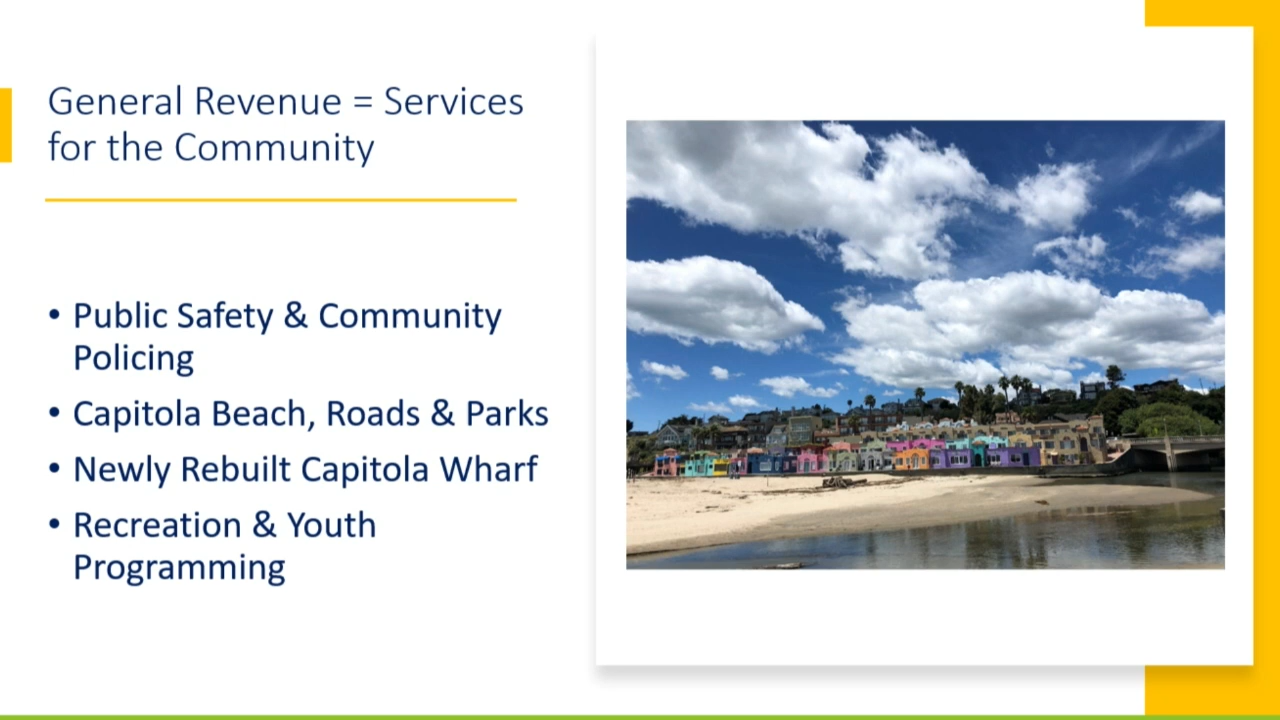 General Revenue = Services
for the Community
• Public Safety & Community
Policing
• Capitola Beach, Roads & Parks
• Newly Rebuilt Capitola Wharf
• Recreation & Youth
Programming